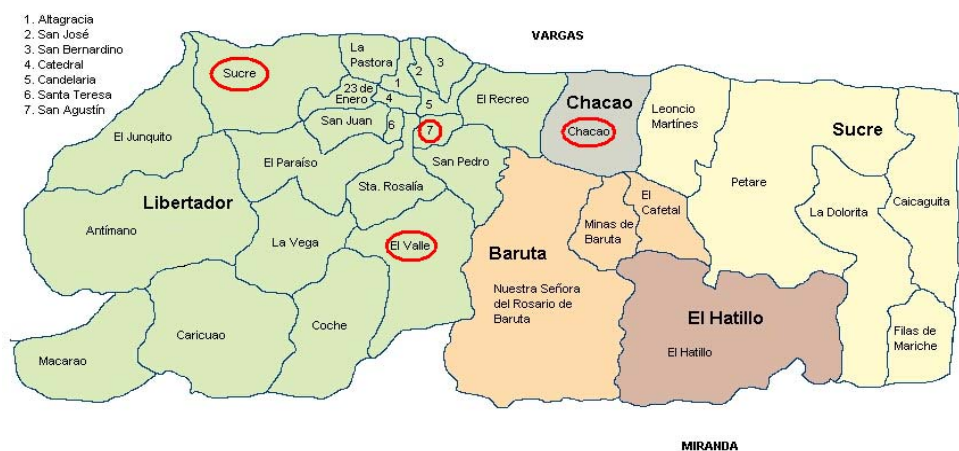 1. Altagracia
2. San José
3. San Bernardino
4. Catedral
5. Candelaria
6. Santa Teresa
7. San Agustín
VARGAS
La
Pastora
Sucre
2
3
1
23 de
Enero
4
5
El Recreo
Chacao
Chacao
Leoncio
Martínes
Sucre
San Juan
6
7
El Junquito
El Paraíso
San Pedro
Sta. Rosalía
Petare
La Dolorita
Caicaguita
Libertador
Antímano
La Vega
El Valle
Baruta
Minas de
Baruta
El
Cafetal
Nuestra Señora
del Rosario de
Baruta
El Hatillo
El Hatillo
Filas de
Mariche
Macarao
Caricuao
Coche
MIRANDA